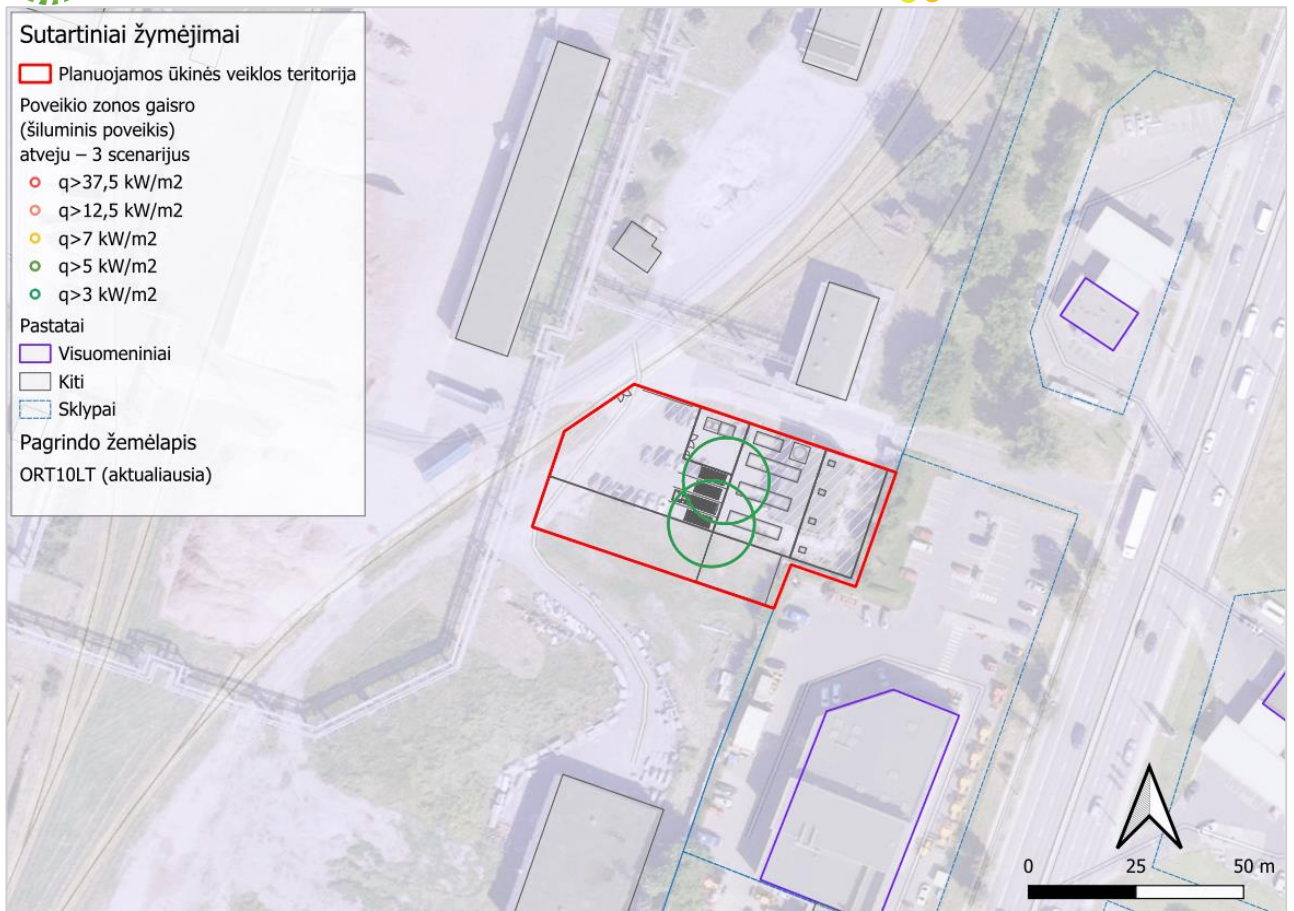 Sutartiniai žymėjimai
Planuojamos ūkinės veiklos teritorija
Poveikio zonos gaisro
(šiluminis poveikis)
atveju – 3 scenarijus
q>37,5 kW/m2
q>12,5 kW/m2
q>7 kW/m2
q>5 kW/m2
q>3 kW/m2
Pastatai
Visuomeniniai
Kiti
Sklypai
Pagrindo žemėlapis
ORT10LT (aktualiausia)
0 25 50 m